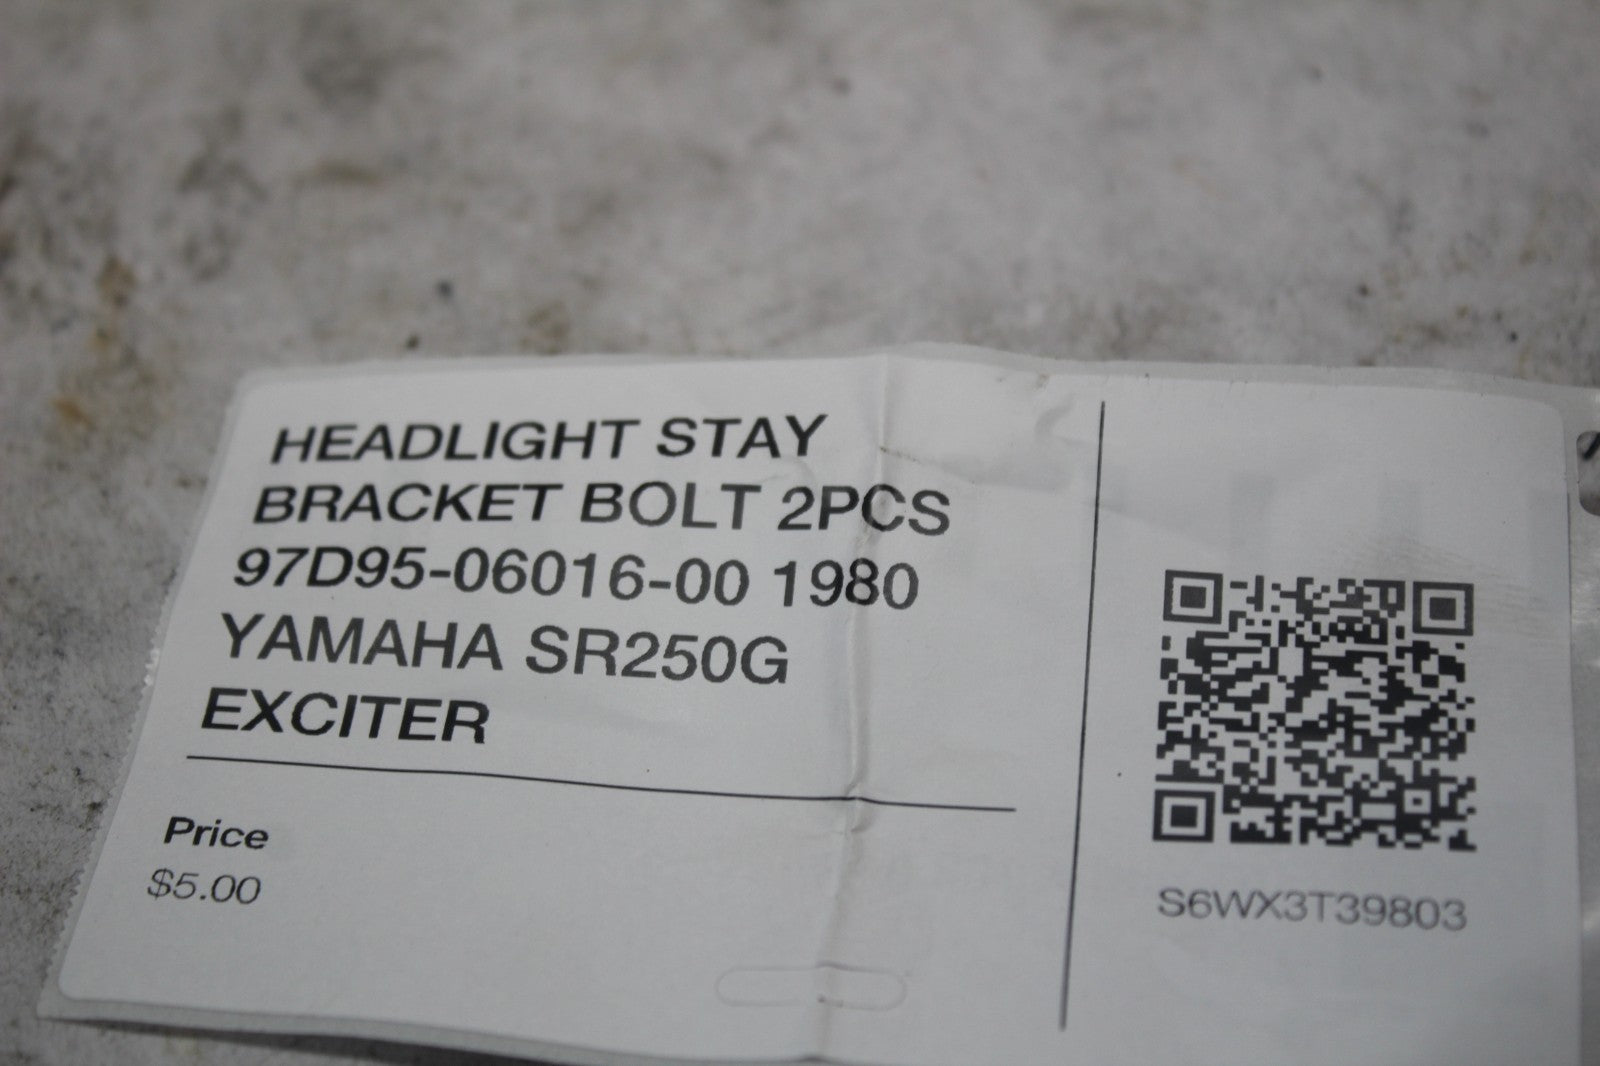 HEADLIGHT STAY
BRACKET BOLT 2PCS
97D95-06016-00 1980
YAMAHA SR250G
EXCITER
Price
$5.00
S6WX3T39803